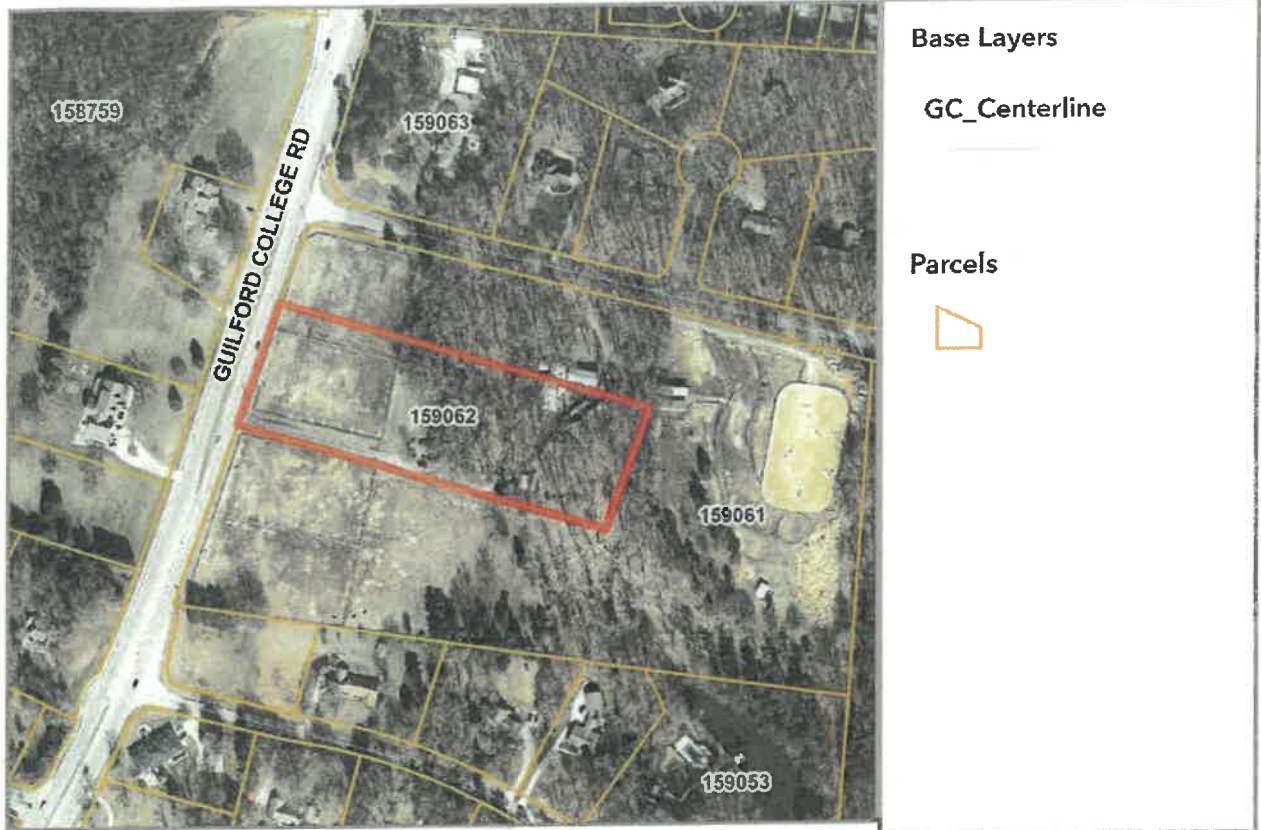 158759
159063
GUILFORD COLLEGE RD
159062
159061
159053
Base Layers
GC_Centerline
Parcels